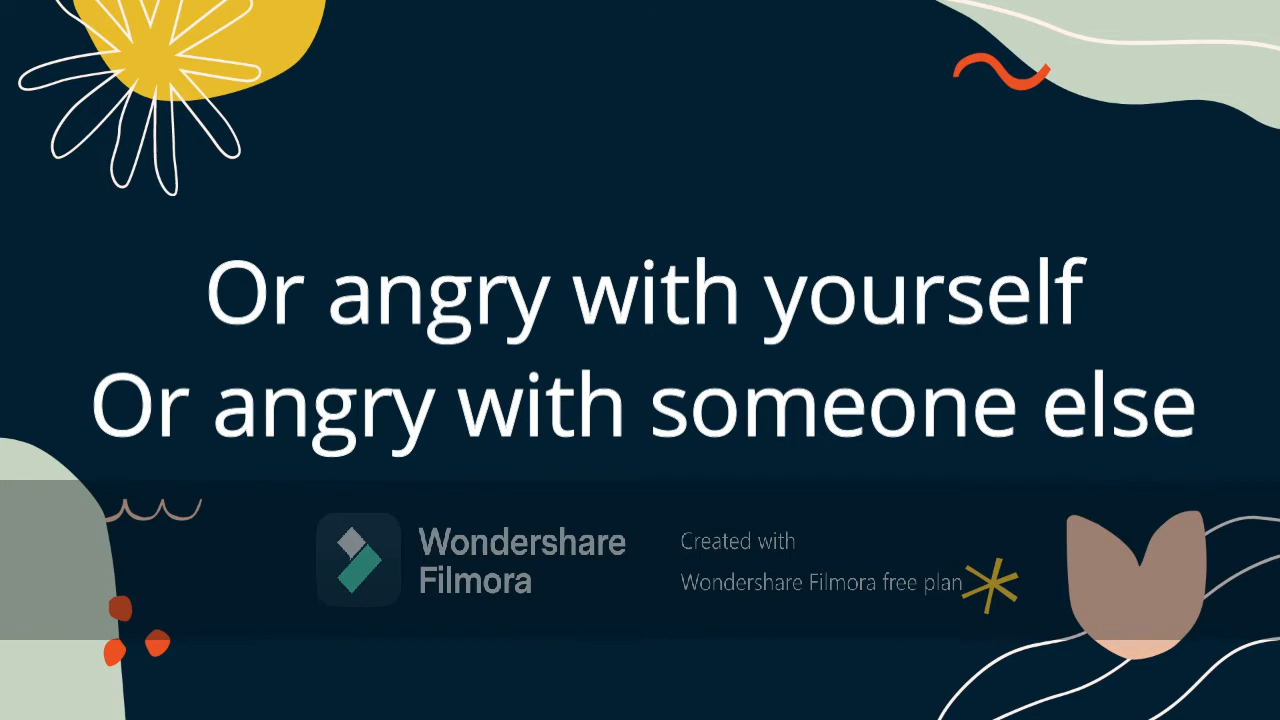 Or angry with yourself
Or angry with someone else
Wondershare
Filmora
Created with
Wondershare Filmora free plan